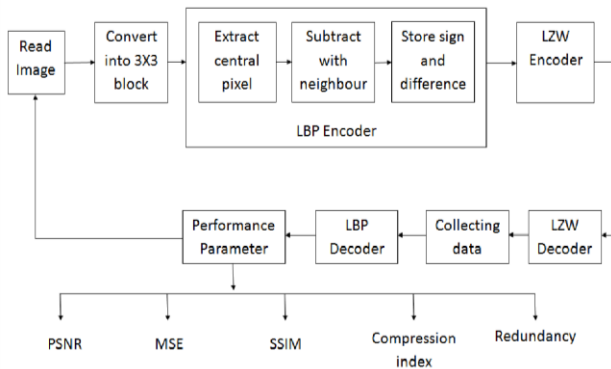 Read
Image
Convert
into 3X3
block
Extract
central
pixel
Subtract
with
neighbour
Store sign
and
difference
LBP Encoder
LZW
Encoder
Performance
Parameter
LBP
Decoder
Collecting
data
LZW
Decoder
PSNR
MSE
SSIM
Compression
index
Redundancy